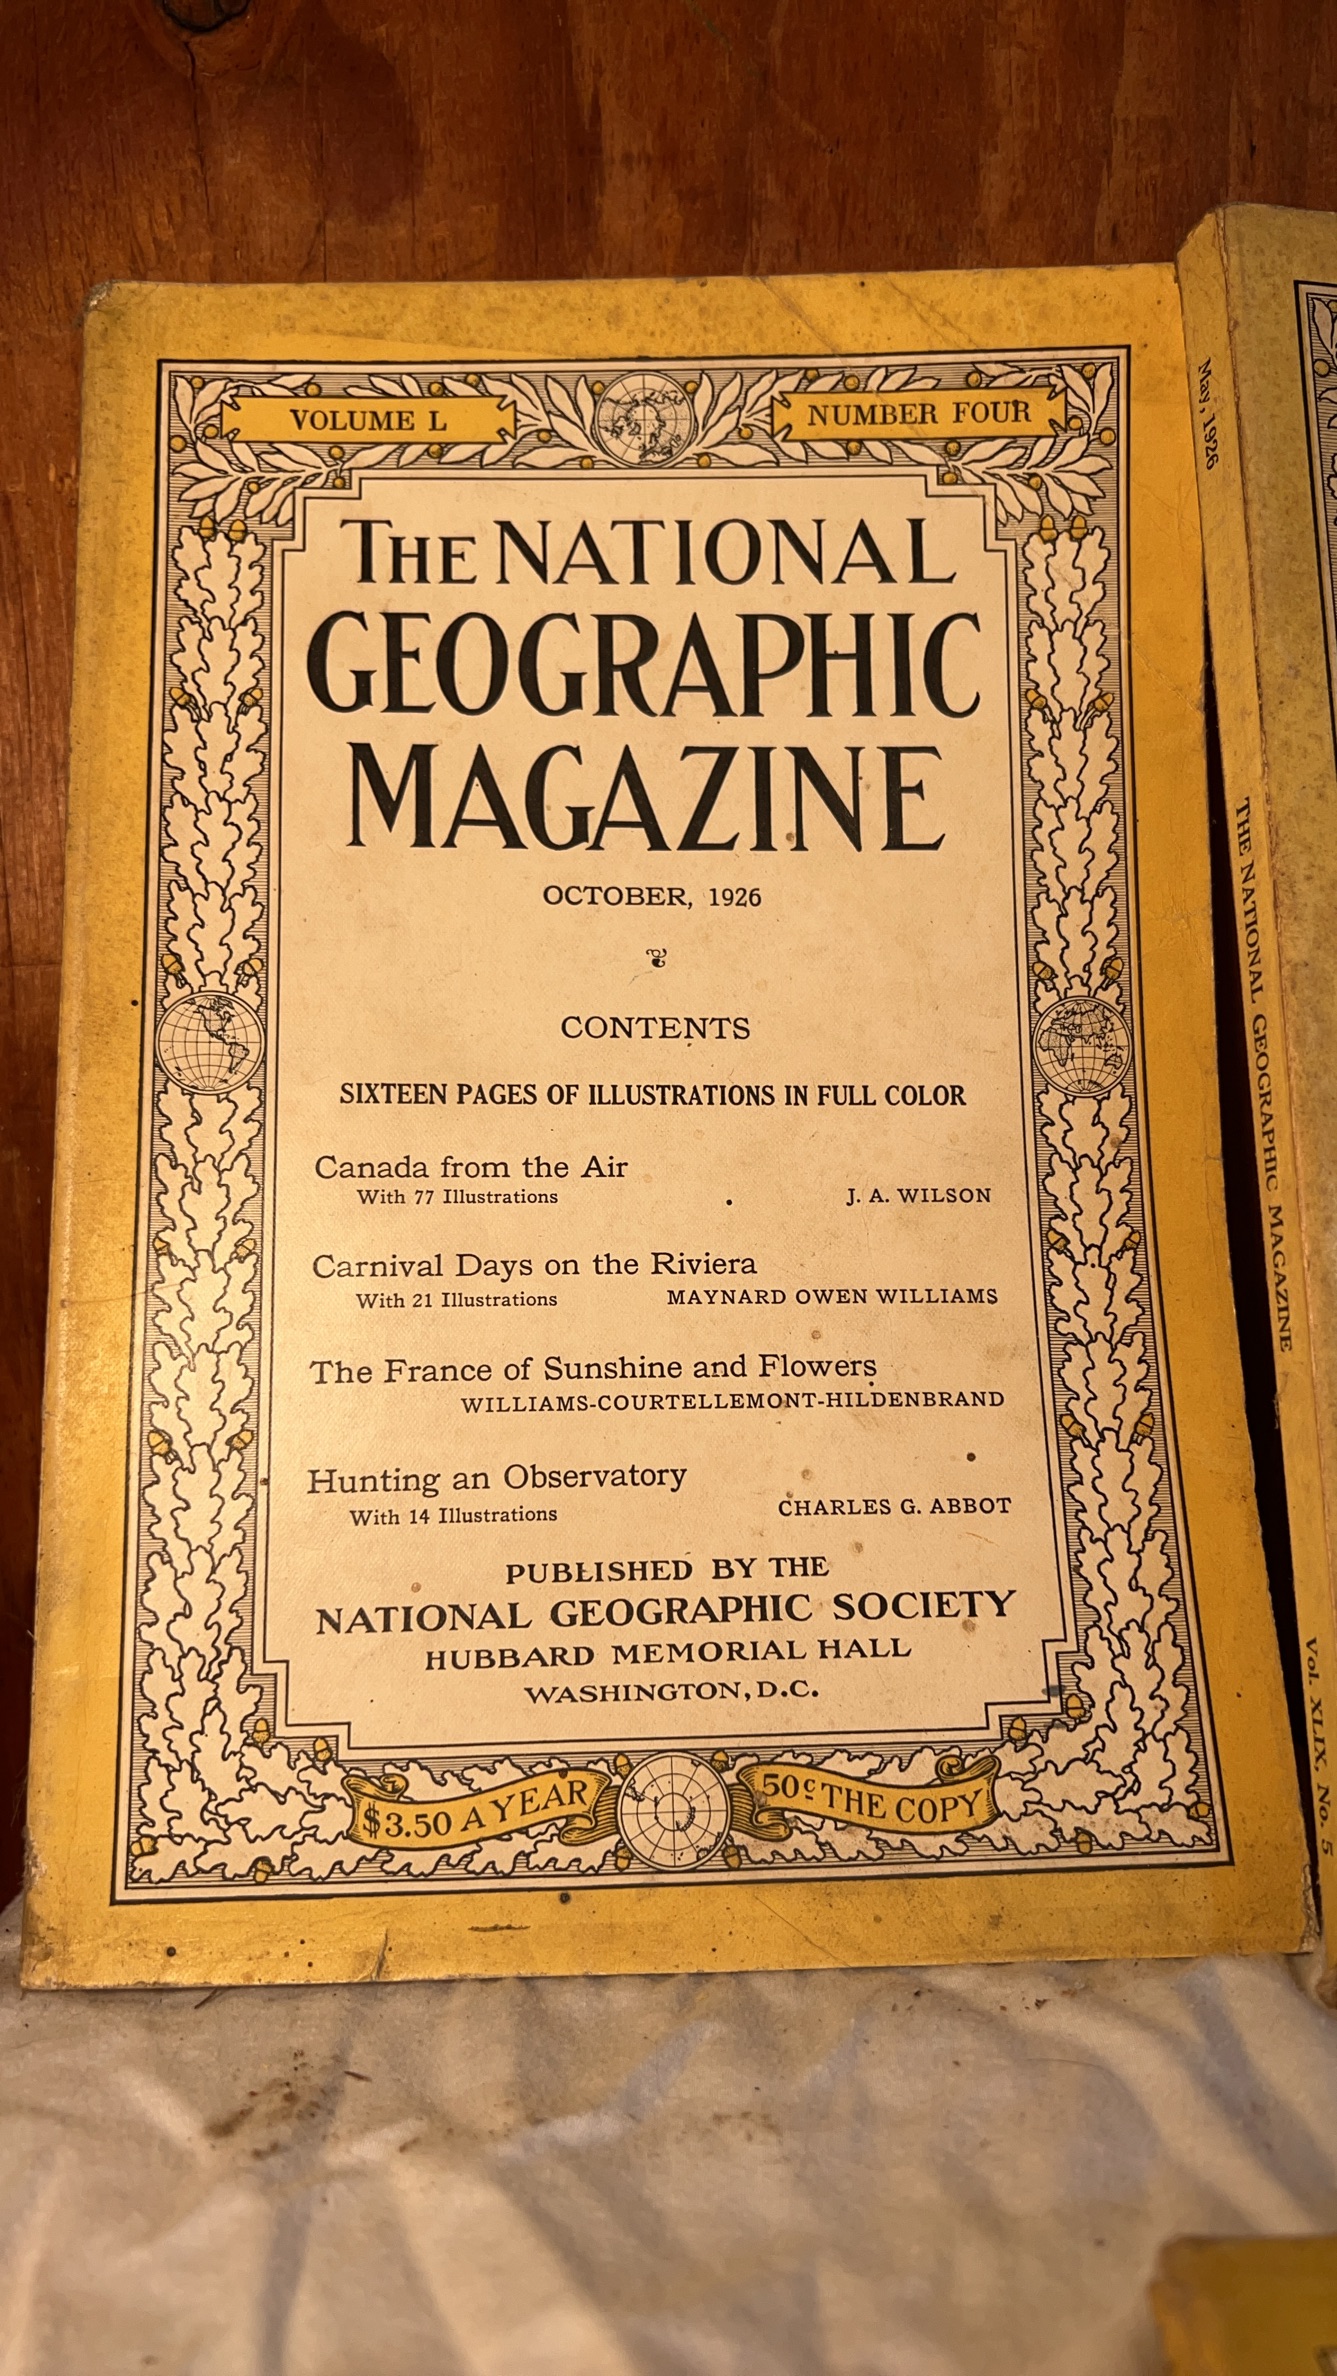 VOLUME L
NUMBER FOUR
THE NATIONAL
GEOGRAPHIC
MAGAZINE
OCTOBER, 1926
CONTENTS
SIXTEEN PAGES OF ILLUSTRATIONS IN FULL COLOR
Canada from the Air
With 77 Illustrations J. A. WILSON
Carnival Days on the Riviera
With 21 Illustrations MAYNARD OWEN WILLIAMS
The France of Sunshine and Flowers
WILLIAMS-COURTELLEMONT-HILDENBRAND
Hunting an Observatory
With 14 Illustrations CHARLES G. ABBOT
PUBLISHED BY THE
NATIONAL GEOGRAPHIC SOCIETY
HUBBARD MEMORIAL HALL
WASHINGTON, D.C.
$3.50 A YEAR
50c THE COPY
May, 1926
THE NATIONAL GEOGRAPHIC MAGAZINE
Vol. XLIX, No. 5